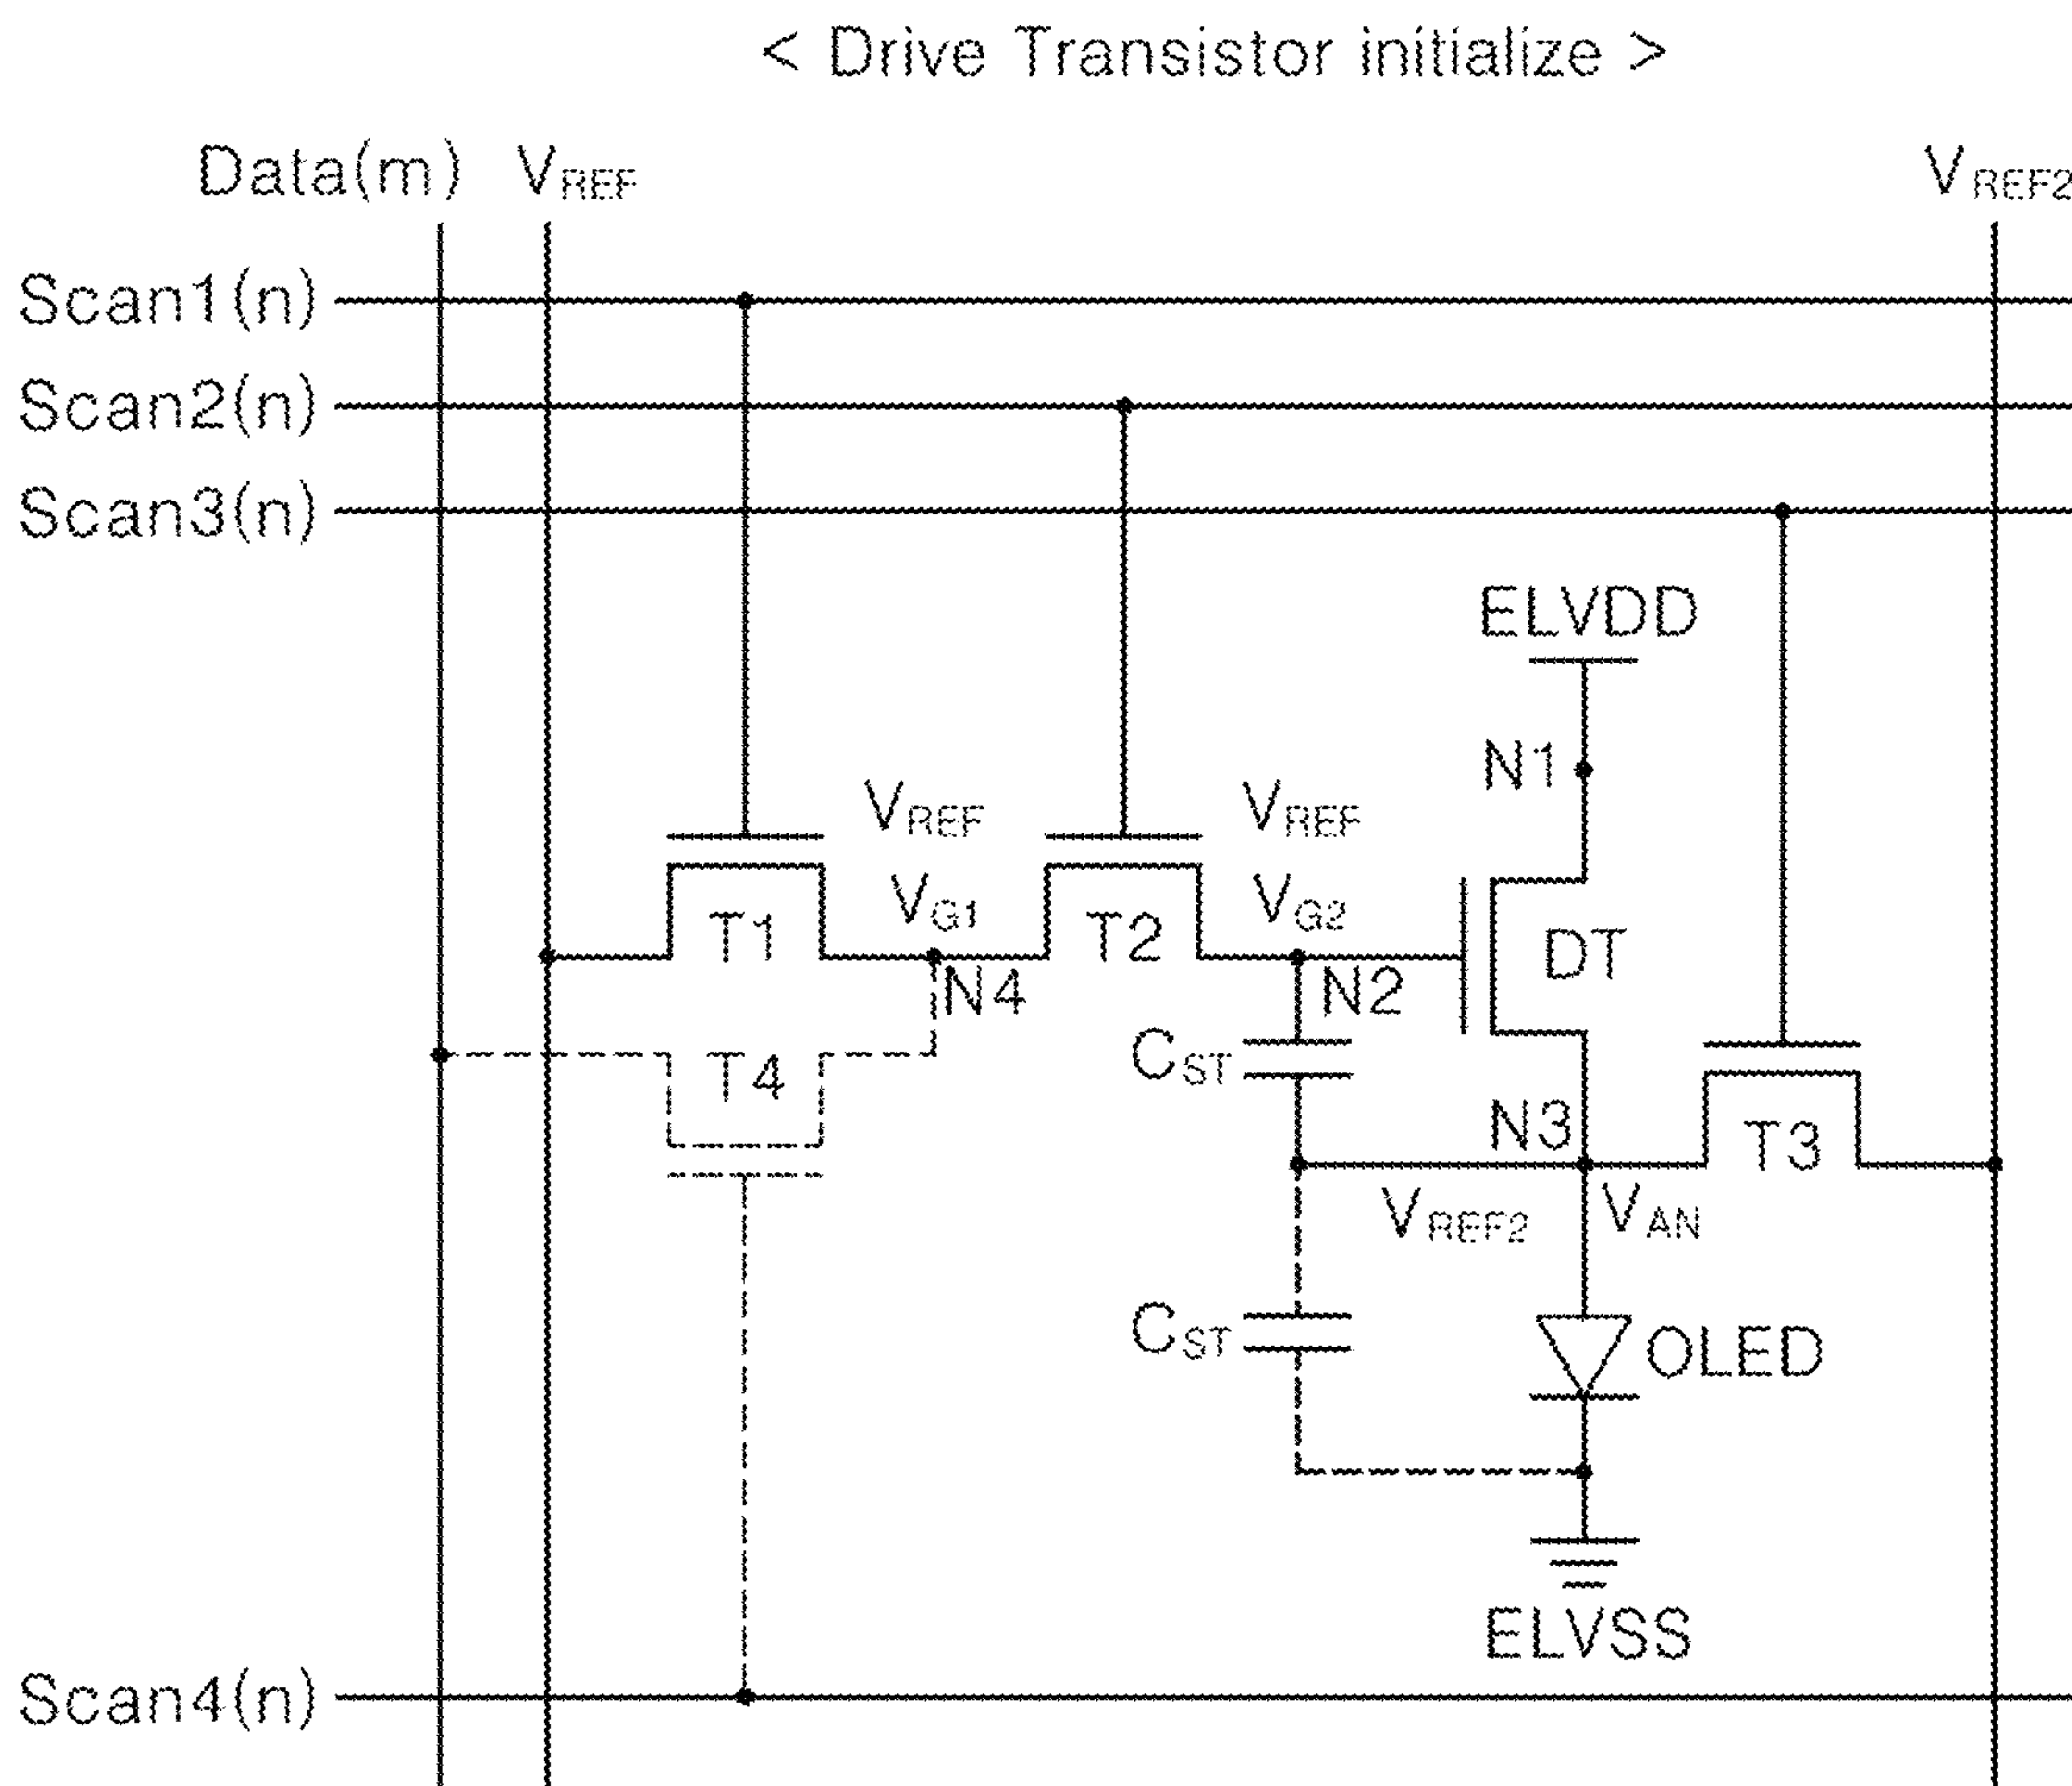 < Drive Transistor initialize >
Data(m) VREF VREF2
Scan1(n)
Scan2(n)
Scan3(n)
ELVDD
N1
VREF VREF
VG1 VG2
T1 T2 DT
N4 N2
CST
T4
N3
T3
VREF2 VAN
CST
OLED
ELVSS
Scan4(n)